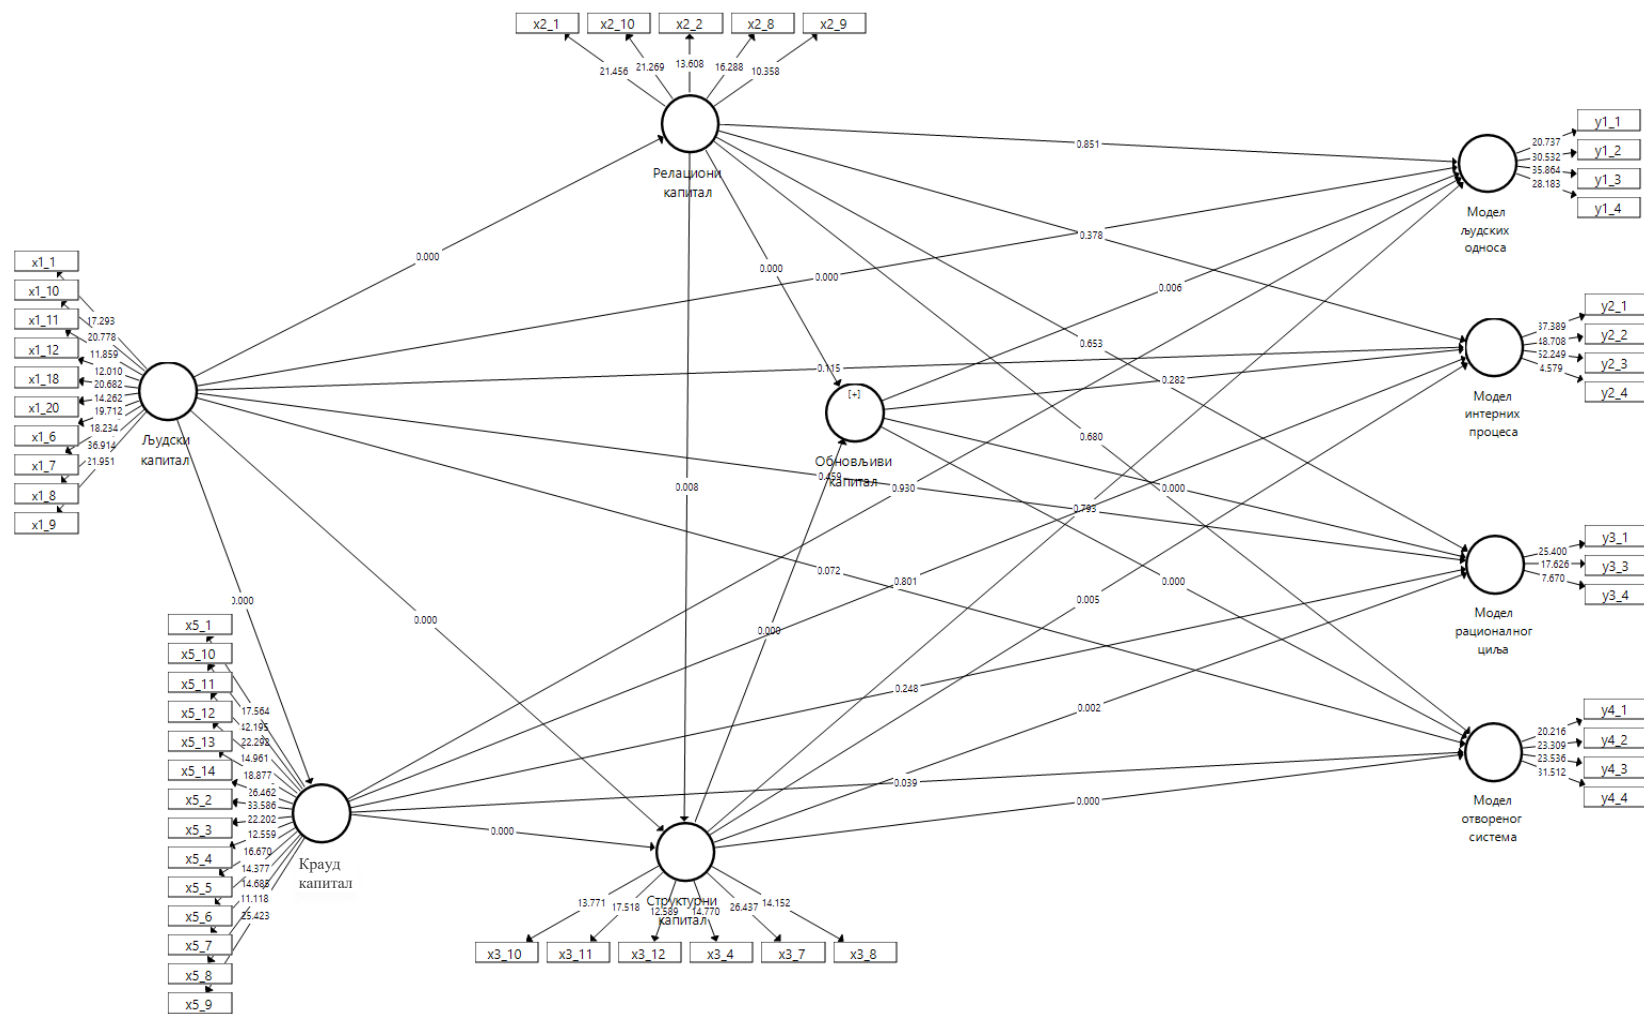 x2_1 x2_10 x2_2 x2_8 x2_9
21.456 21.269 13.608 16.288 10.358
Релациони
капитал
y1_1
y1_2
y1_3
y1_4
20.737
30.532
35.864
28.183
Модел
људских
односа
0.851
0.378
0.000
0.000
0.000
0.006
0.653
x1_1
x1_10
x1_11
x1_12
x1_18
x1_20
x1_6
x1_7
x1_8
x1_9
17.293
20.778
11.859
12.010
20.682
14.262
19.712
18.234
36.914
21.951
Људски
капитал
y2_1
y2_2
y2_3
y2_4
37.389
48.708
52.249
4.579
Модел
интерних
процеса
0.115
0.282
[+]
Обновљиви
капитал
0.680
0.459
0.008
0.930
0.000
0.793
y3_1
y3_3
y3_4
25.400
17.626
7.670
Модел
рационалног
циља
0.072
0.801
0.000
0.005
0.000
0.000
0.000
0.248
0.002
x5_1
x5_10
x5_11
x5_12
x5_13
x5_14
x5_2
x5_3
x5_4
x5_5
x5_6
x5_7
x5_8
x5_9
17.564
42.195
22.292
14.961
18.877
26.462
33.586
22.202
12.559
16.670
14.377
14.685
11.118
25.423
Крауд
капитал
y4_1
y4_2
y4_3
y4_4
20.216
23.309
23.536
31.512
Модел
отвореног
система
0.039
0.000
0.000
Структурни
капитал
13.771 17.518 12.589 14.770 26.437 14.152
x3_10 x3_11 x3_12 x3_4 x3_7 x3_8